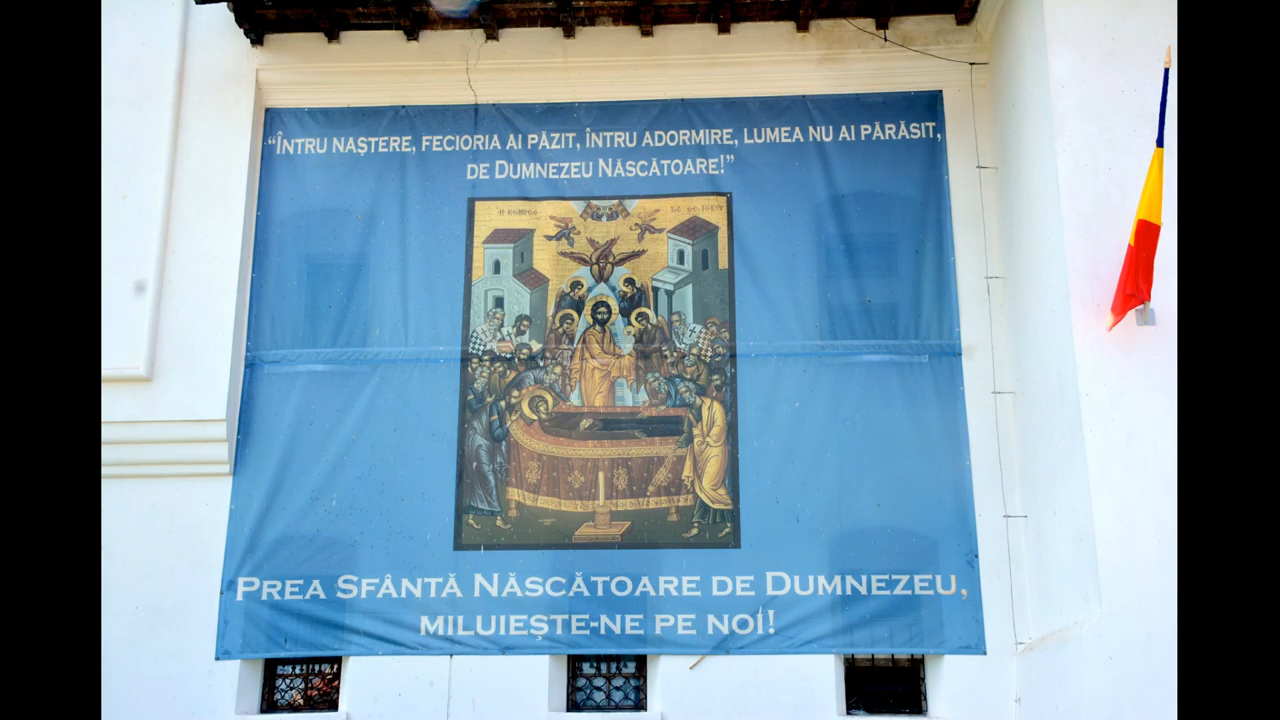 “ÎNTRU NAŞTERE, FECIORIA AI PĂZIT, ÎNTRU ADORMIRE, LUMEA NU AI PĂRĂSIT,
DE DUMNEZEU NĂSCĂTOARE!”
PREA SFÂNTĂ NĂSCĂTOARE DE DUMNEZEU,
MILUIEŞTE-NE PE NOI!